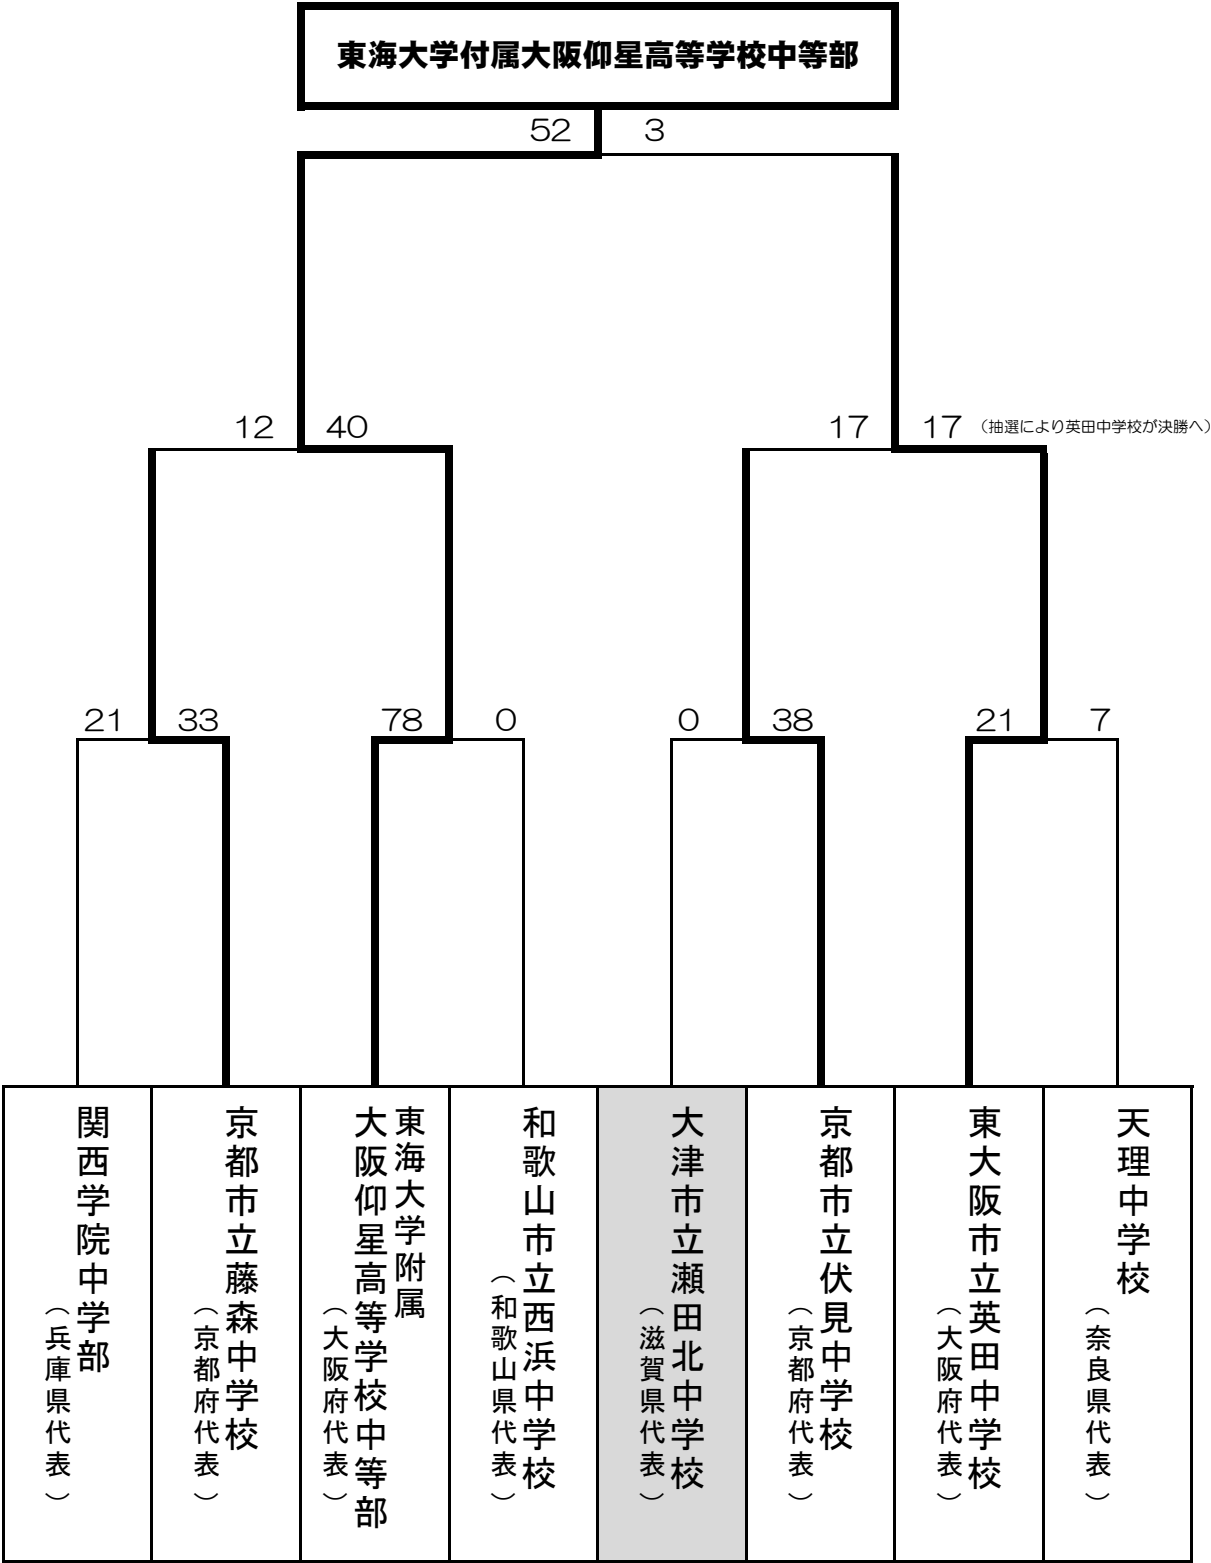 東海大学付属大阪仰星高等学校中等部
52 3
12 40 17 17 （抽選により英田中学校が決勝へ）
21 33 78 0 0 38 21 7
関西学院中学部
（兵庫県代表）
京都市立藤森中学校
（京都府代表）
東海大学附属
大阪仰星高等学校中等部
（大阪府代表）
和歌山市立西浜中学校
（和歌山県代表）
大津市立瀬田北中学校
（滋賀県代表）
京都市立伏見中学校
（京都府代表）
東大阪市立英田中学校
（大阪府代表）
天理中学校
（奈良県代表）